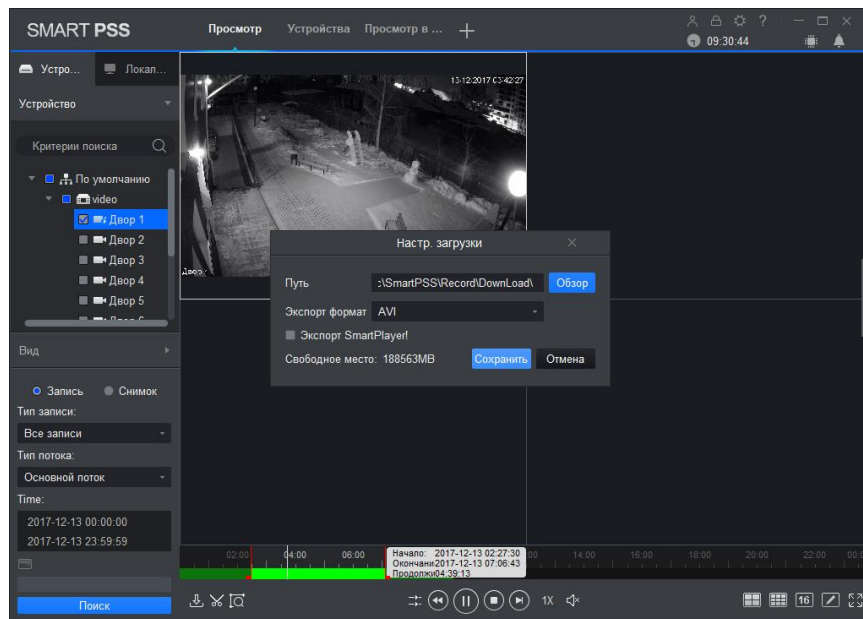 SMART PSS
Просмотр
Устройства
Просмотр в ...
09:30:44
Устро...
Локал...
Устройство
Критерии поиска
По умолчанию
video
Двор 1
Двор 2
Двор 3
Двор 4
Двор 5
13-12-2017 03:42:27
Двор 1
Настр. загрузки
Путь
:\SmartPSS\Record\DownLoad\
Обзор
Экспорт формат
AVI
Экспорт SmartPlayer!
Свободное место: 188563MB
Сохранить
Отмена
Вид
Запись
Снимок
Тип записи:
Все записи
Тип потока:
Основной поток
Time:
2017-12-13 00:00:00
2017-12-13 23:59:59
Поиск
02:00
04:00
06:00
14:00
16:00
18:00
20:00
22:00
Начало: 2017-12-13 02:27:30
Окончани2017-12-13 07:06:43
Продолжи04:39:13
1X
16